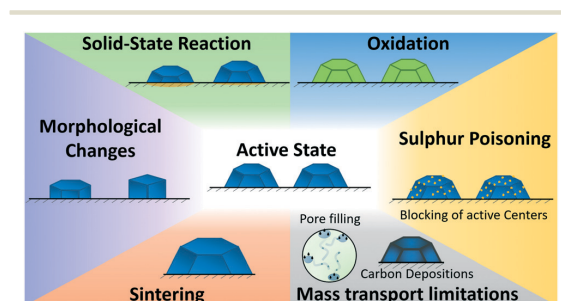 Solid-State Reaction
Oxidation
Morphological
Changes
Active State
Sulphur Poisoning
Blocking of active Centers
Pore filling
Carbon Depositions
Sintering
Mass transport limitations